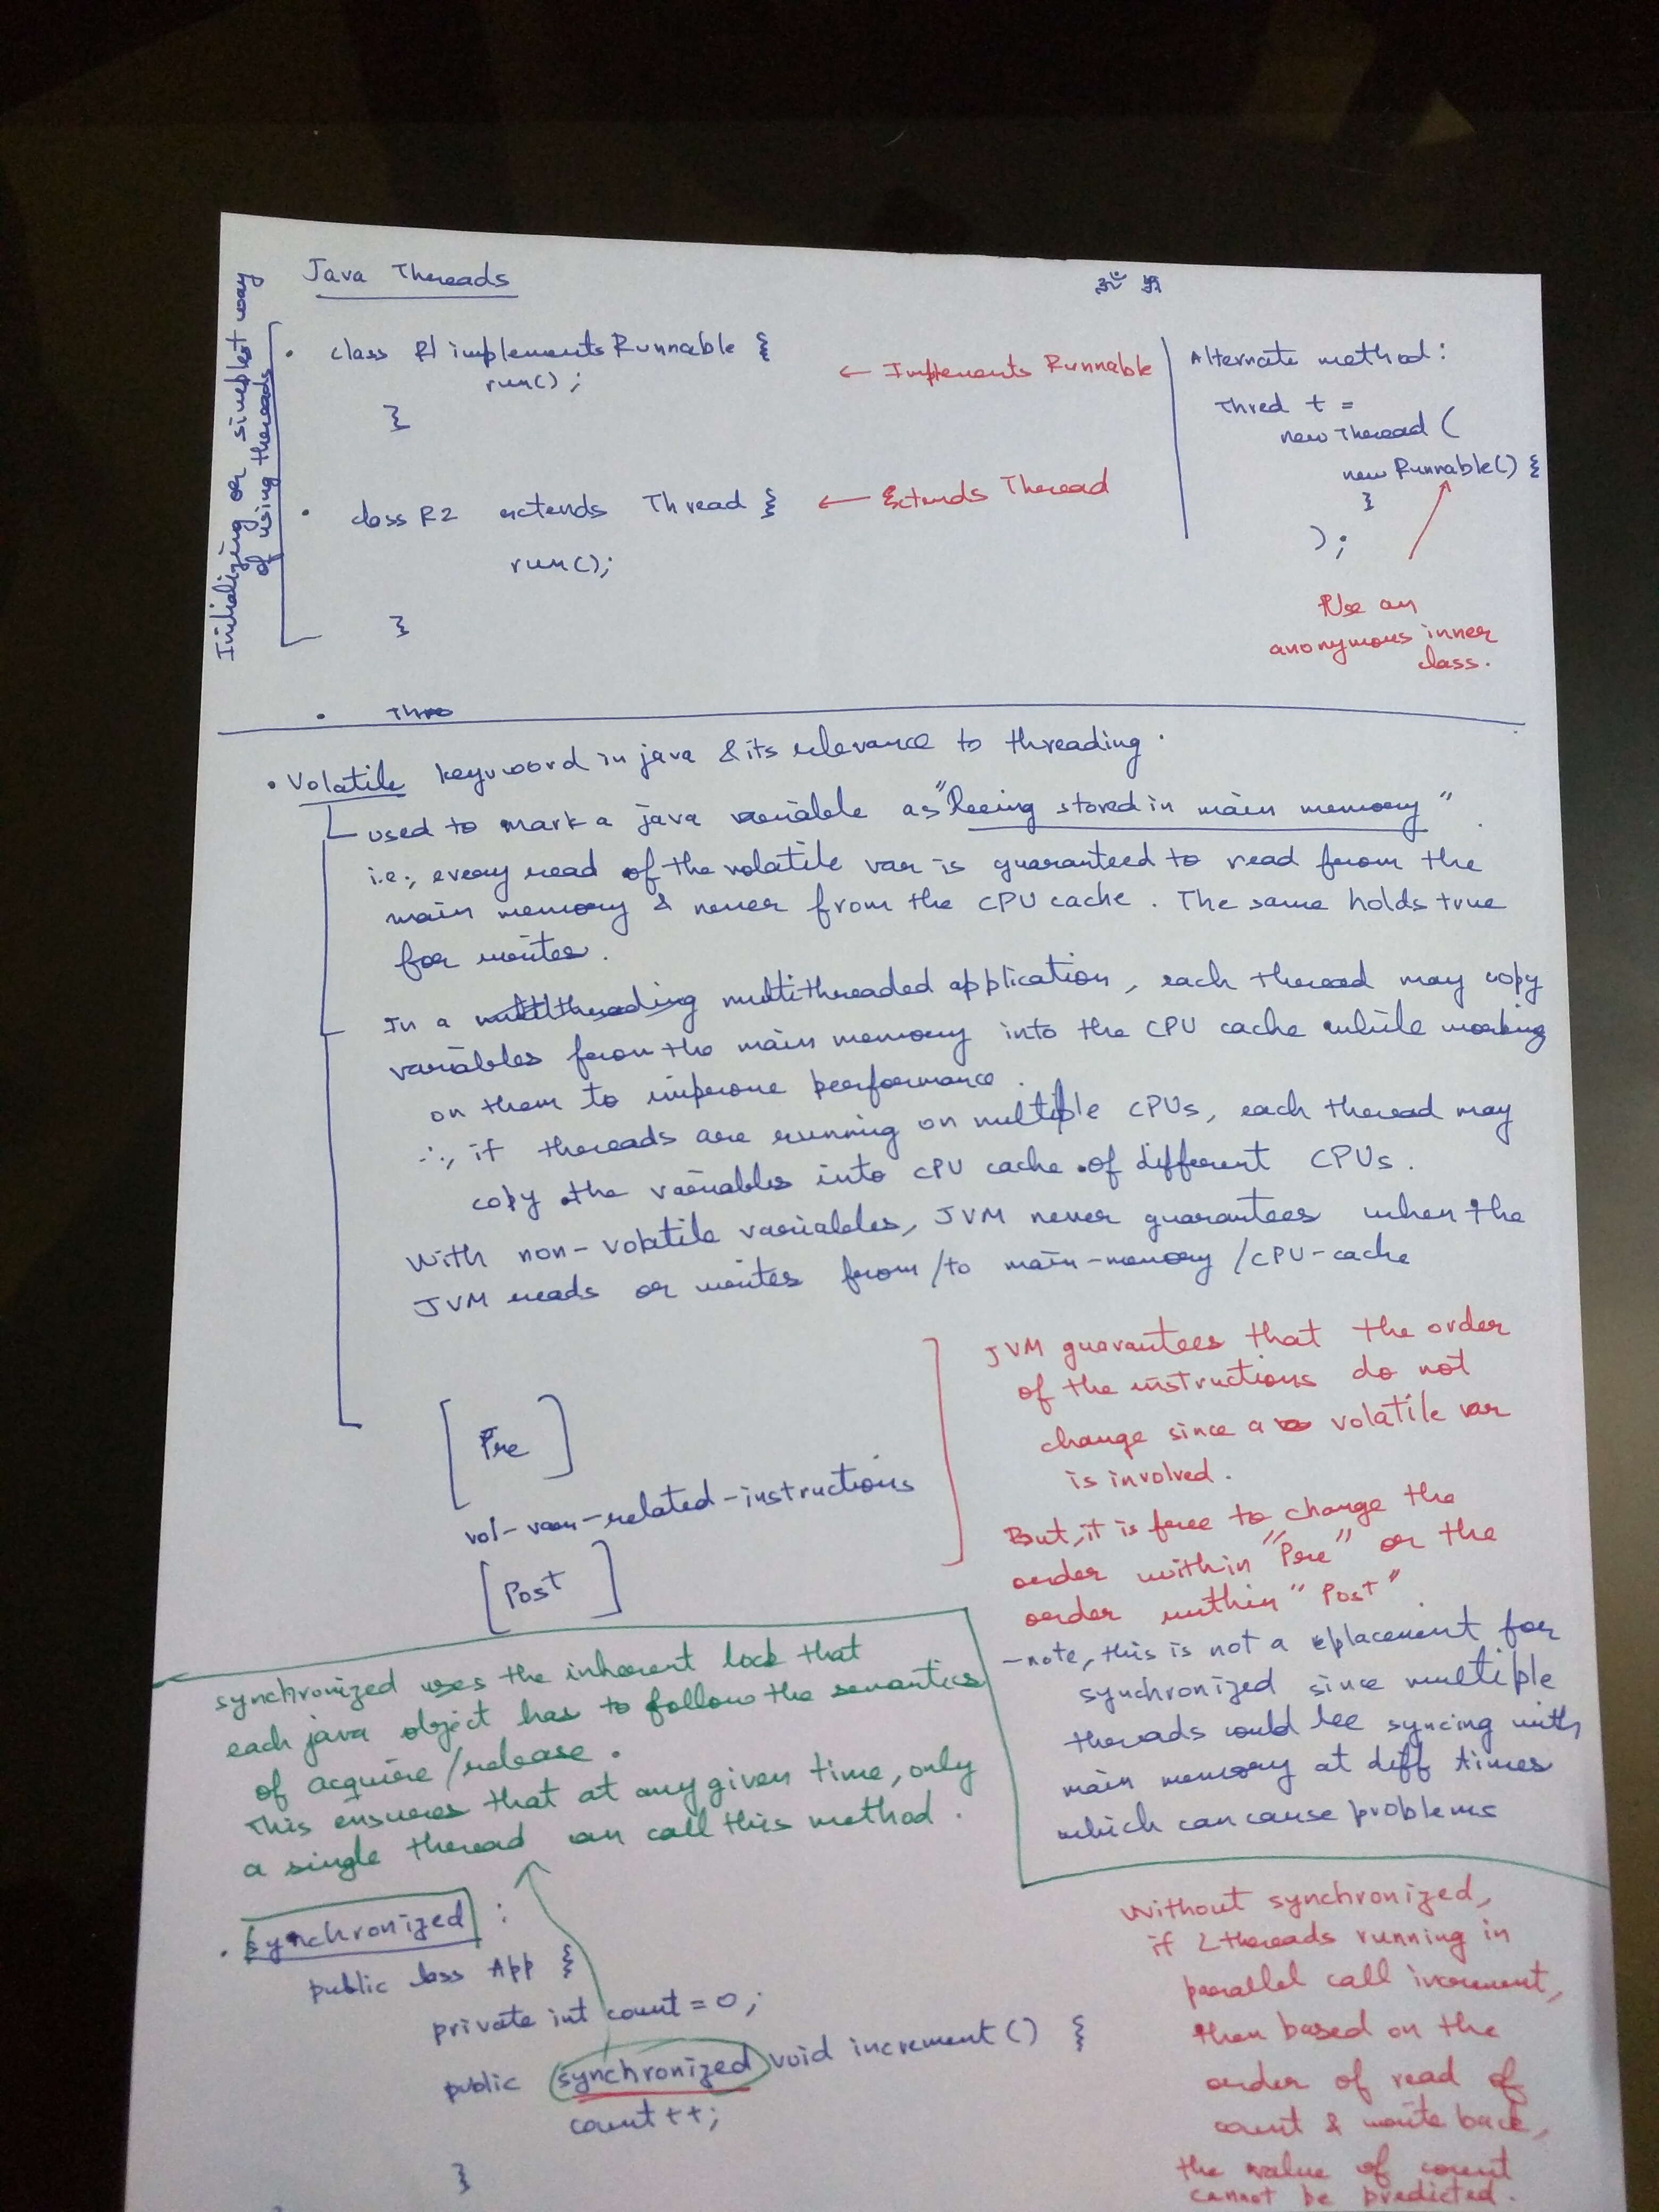 Java Threads
ॐ 卐
Initializing or simplest way
of using threads
• class R1 implements Runnable {
run();
}
← Implements Runnable
• class R2 extends Thread {
← Extends Thread
run();
}
• Thre
Alternate method:
Thred t =
new Thread (
new Runnable() {
}
);
Use an
anonymous inner
class.
• Volatile keyword in java & its relevance to threading.
used to mark a java variable as "being stored in main memory"
i.e., every read of the volatile var is guaranteed to read from the
main memory & never from the CPU cache. The same holds true
for writes.
In a multithreading multithreaded application, each thread may copy
variables from the main memory into the CPU cache while working
on them to improve performance.
∴, if threads are running on multiple CPUs, each thread may
copy the variables into CPU cache of different CPUs.
With non-volatile variables, JVM never guarantees when the
JVM reads or writes from/to main-memory/CPU-cache
[ Pre ]
vol-var-related-instructions
[ Post ]
JVM guarantees that the order
of the instructions do not
change since a volatile var
is involved.
But, it is free to change the
order within "Pre" or the
order within "Post"
- note, this is not a replacement for
synchronized since multiple
threads could be syncing with
main memory at diff times
which can cause problems
synchronized uses the inherent lock that
each java object has to follow the semantics
of acquire/release.
This ensures that at any given time, only
a single thread can call this method.
• synchronized :
public class App {
private int count = 0;
public synchronized void increment() {
count++;
}
Without synchronized,
if 2 threads running in
parallel call increment,
then based on the
order of read of
count & write back,
the value of count
cannot be predicted.